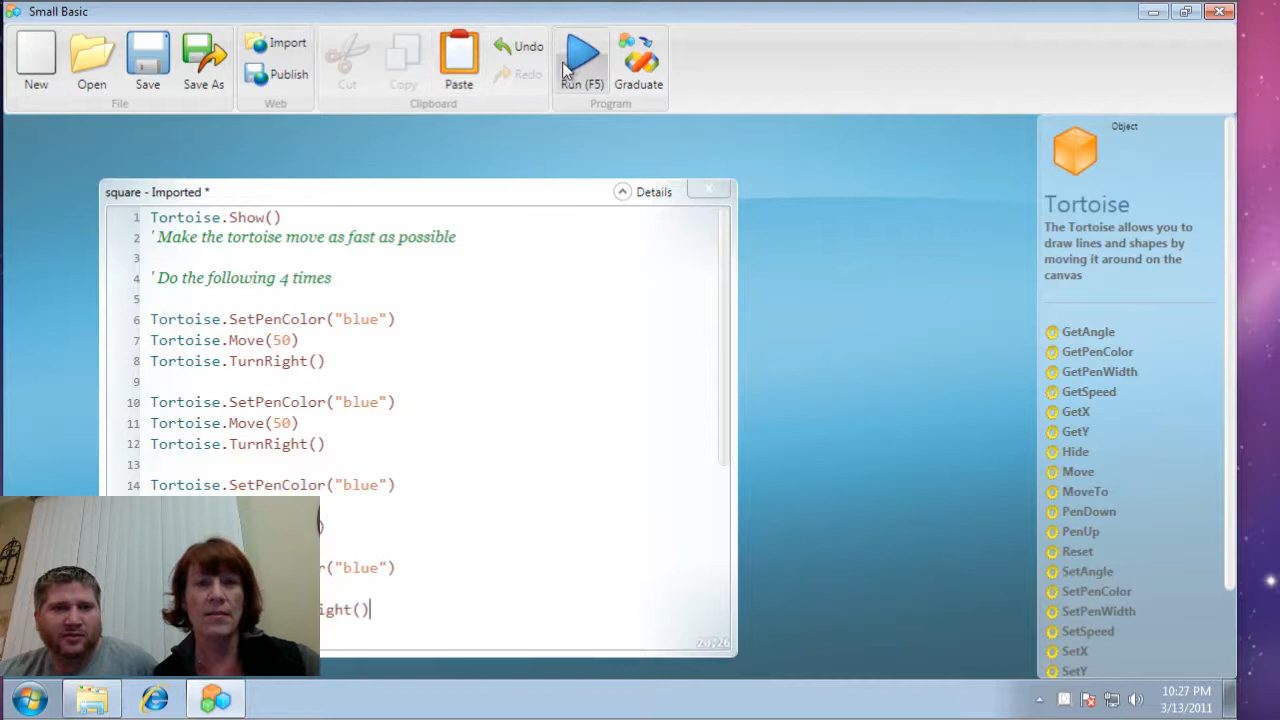 Small Basic
New
Open
Save
Save As
File
Import
Publish
Web
Cut
Copy
Paste
Undo
Redo
Clipboard
Run (F5)
Graduate
Program
square - Imported *
Details
1 Tortoise.Show()
2 ' Make the tortoise move as fast as possible
3
4 ' Do the following 4 times
5
6 Tortoise.SetPenColor("blue")
7 Tortoise.Move(50)
8 Tortoise.TurnRight()
9
10 Tortoise.SetPenColor("blue")
11 Tortoise.Move(50)
12 Tortoise.TurnRight()
13
14 Tortoise.SetPenColor("blue")
)
r("blue")
ight()
Object
Tortoise
The Tortoise allows you to
draw lines and shapes by
moving it around on the
canvas
GetAngle
GetPenColor
GetPenWidth
GetSpeed
GetX
GetY
Hide
Move
MoveTo
PenDown
PenUp
Reset
SetAngle
SetPenColor
SetPenWidth
SetSpeed
SetX
SetY
10:27 PM
3/13/2011